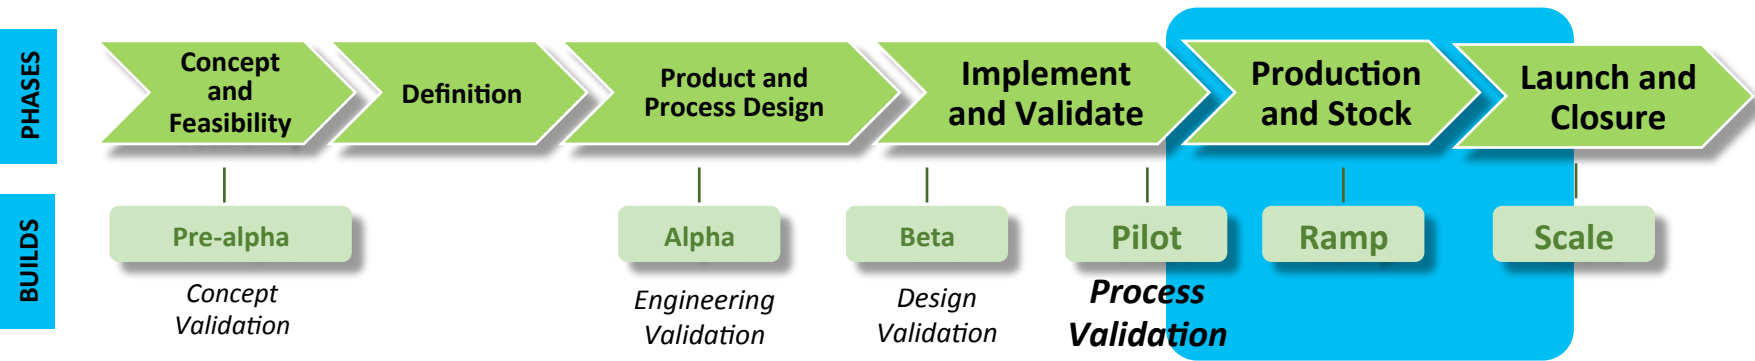 PHASES
Concept
and
Feasibility
Definition
Product and
Process Design
Implement
and Validate
Production
and Stock
Launch and
Closure
BUILDS
Pre-alpha
Alpha
Beta
Pilot
Ramp
Scale
Concept
Validation
Engineering
Validation
Design
Validation
Process
Validation